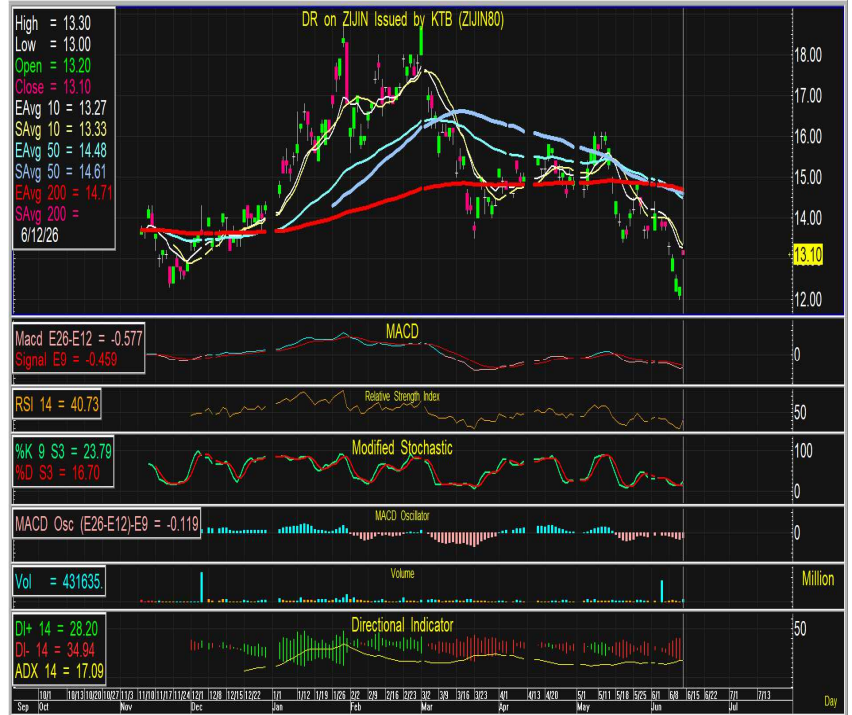 DR on ZIJIN Issued by KTB (ZIJIN80)
High = 13.30
Low = 13.00
Open = 13.20
Close = 13.10
EAvg 10 = 13.27
SAvg 10 = 13.33
EAvg 50 = 14.48
SAvg 50 = 14.61
EAvg 200 = 14.71
SAvg 200 =
6/12/26
18.00
17.00
16.00
15.00
14.00
13.10
12.00
MACD
Macd E26-E12 = -0.577
Signal E9 = -0.459
0
Relative Strength Index
RSI 14 = 40.73
50
Modified Stochastic
%K 9 S3 = 23.79
%D S3 = 16.70
100
0
MACD Oscillator
MACD Osc (E26-E12)-E9 = -0.119
0
Volume
Vol = 431635.
Million
Directional Indicator
DI+ 14 = 28.20
DI- 14 = 34.94
ADX 14 = 17.09
50
10/1 10/13 10/20 10/27 11/3 11/10 11/17 11/24 12/1 12/8 12/15 12/22 1/1 1/12 1/19 1/26 2/2 2/9 2/16 2/23 3/2 3/9 3/16 3/23 4/1 4/13 4/20 5/1 5/11 5/18 5/25 6/1 6/8 6/15 6/22 7/1 7/13
Day
Sep Oct Nov Dec Jan Feb Mar Apr May Jun Jul